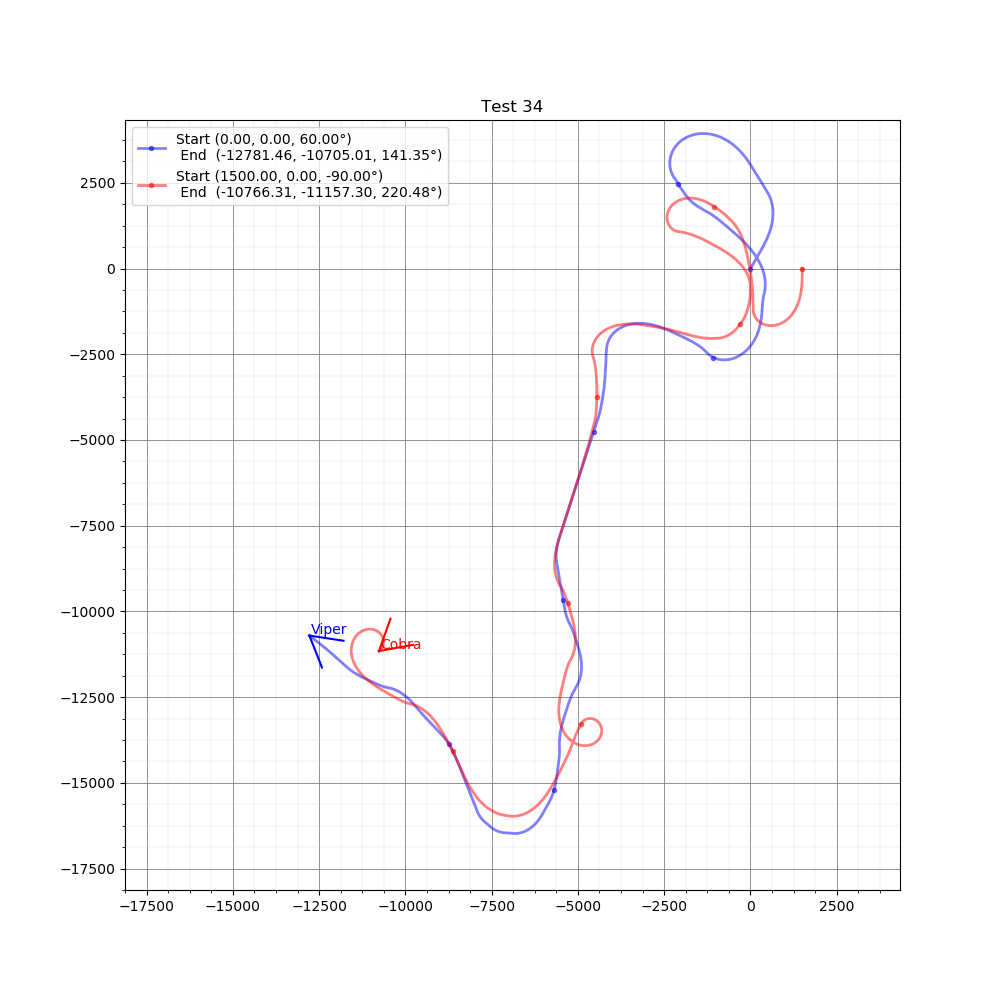 Test 34
Start (0.00, 0.00, 60.00°)
End  (-12781.46, -10705.01, 141.35°)
Start (1500.00, 0.00, -90.00°)
End  (-10766.31, -11157.30, 220.48°)
2500
0
−2500
−5000
−7500
−10000
−12500
−15000
−17500
Viper
Cobra
−17500 −15000 −12500 −10000 −7500 −5000 −2500 0 2500